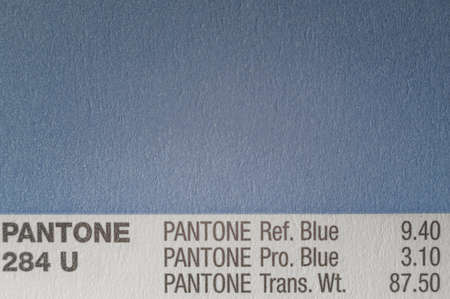 PANTONE
284 U
PANTONE Ref. Blue 9.40
PANTONE Pro. Blue 3.10
PANTONE Trans. Wt. 87.50